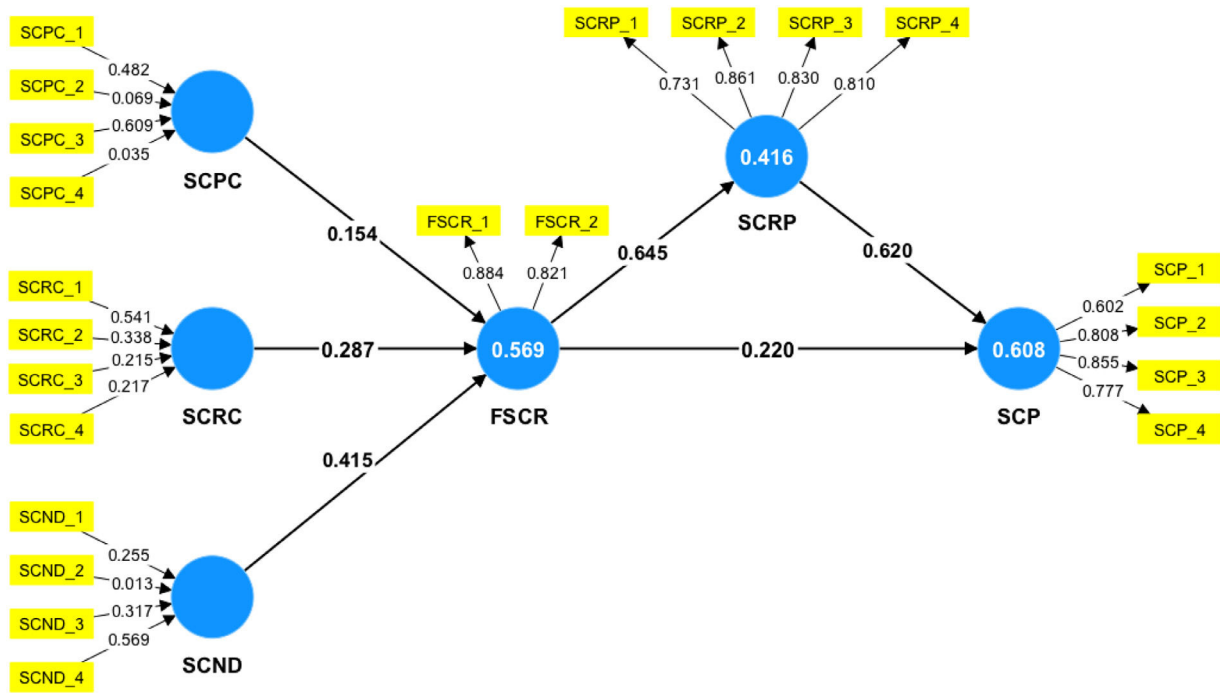 SCPC_1
SCPC_2
SCPC_3
SCPC_4
0.482
0.069
0.609
0.035
SCPC
0.154
SCRC_1
SCRC_2
SCRC_3
SCRC_4
0.541
0.338
0.215
0.217
SCRC
0.287
SCND_1
SCND_2
SCND_3
SCND_4
0.255
0.013
0.317
0.569
SCND
0.415
FSCR_1
FSCR_2
0.884
0.821
0.569
FSCR
0.645
0.220
SCRP_1
SCRP_2
SCRP_3
SCRP_4
0.731
0.861
0.830
0.810
0.416
SCRP
0.620
0.608
SCP
0.602
0.808
0.855
0.777
SCP_1
SCP_2
SCP_3
SCP_4